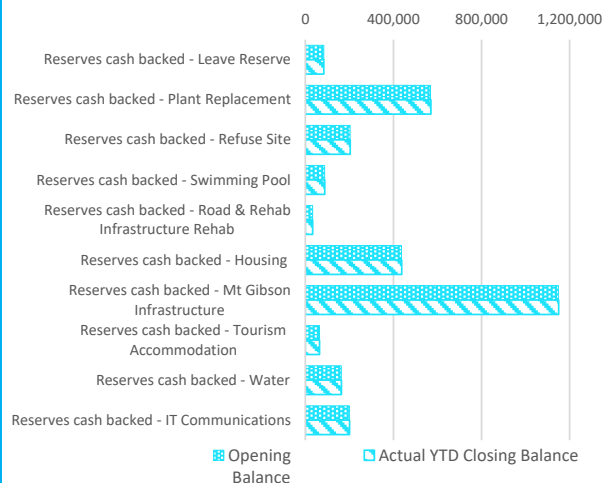 0 400,000 800,000 1,200,000
Reserves cash backed - Leave Reserve
Reserves cash backed - Plant Replacement
Reserves cash backed - Refuse Site
Reserves cash backed - Swimming Pool
Reserves cash backed - Road & Rehab
Infrastructure Rehab
Reserves cash backed - Housing
Reserves cash backed - Mt Gibson
Infrastructure
Reserves cash backed - Tourism
Accommodation
Reserves cash backed - Water
Reserves cash backed - IT Communications
Opening
Balance
Actual YTD Closing Balance